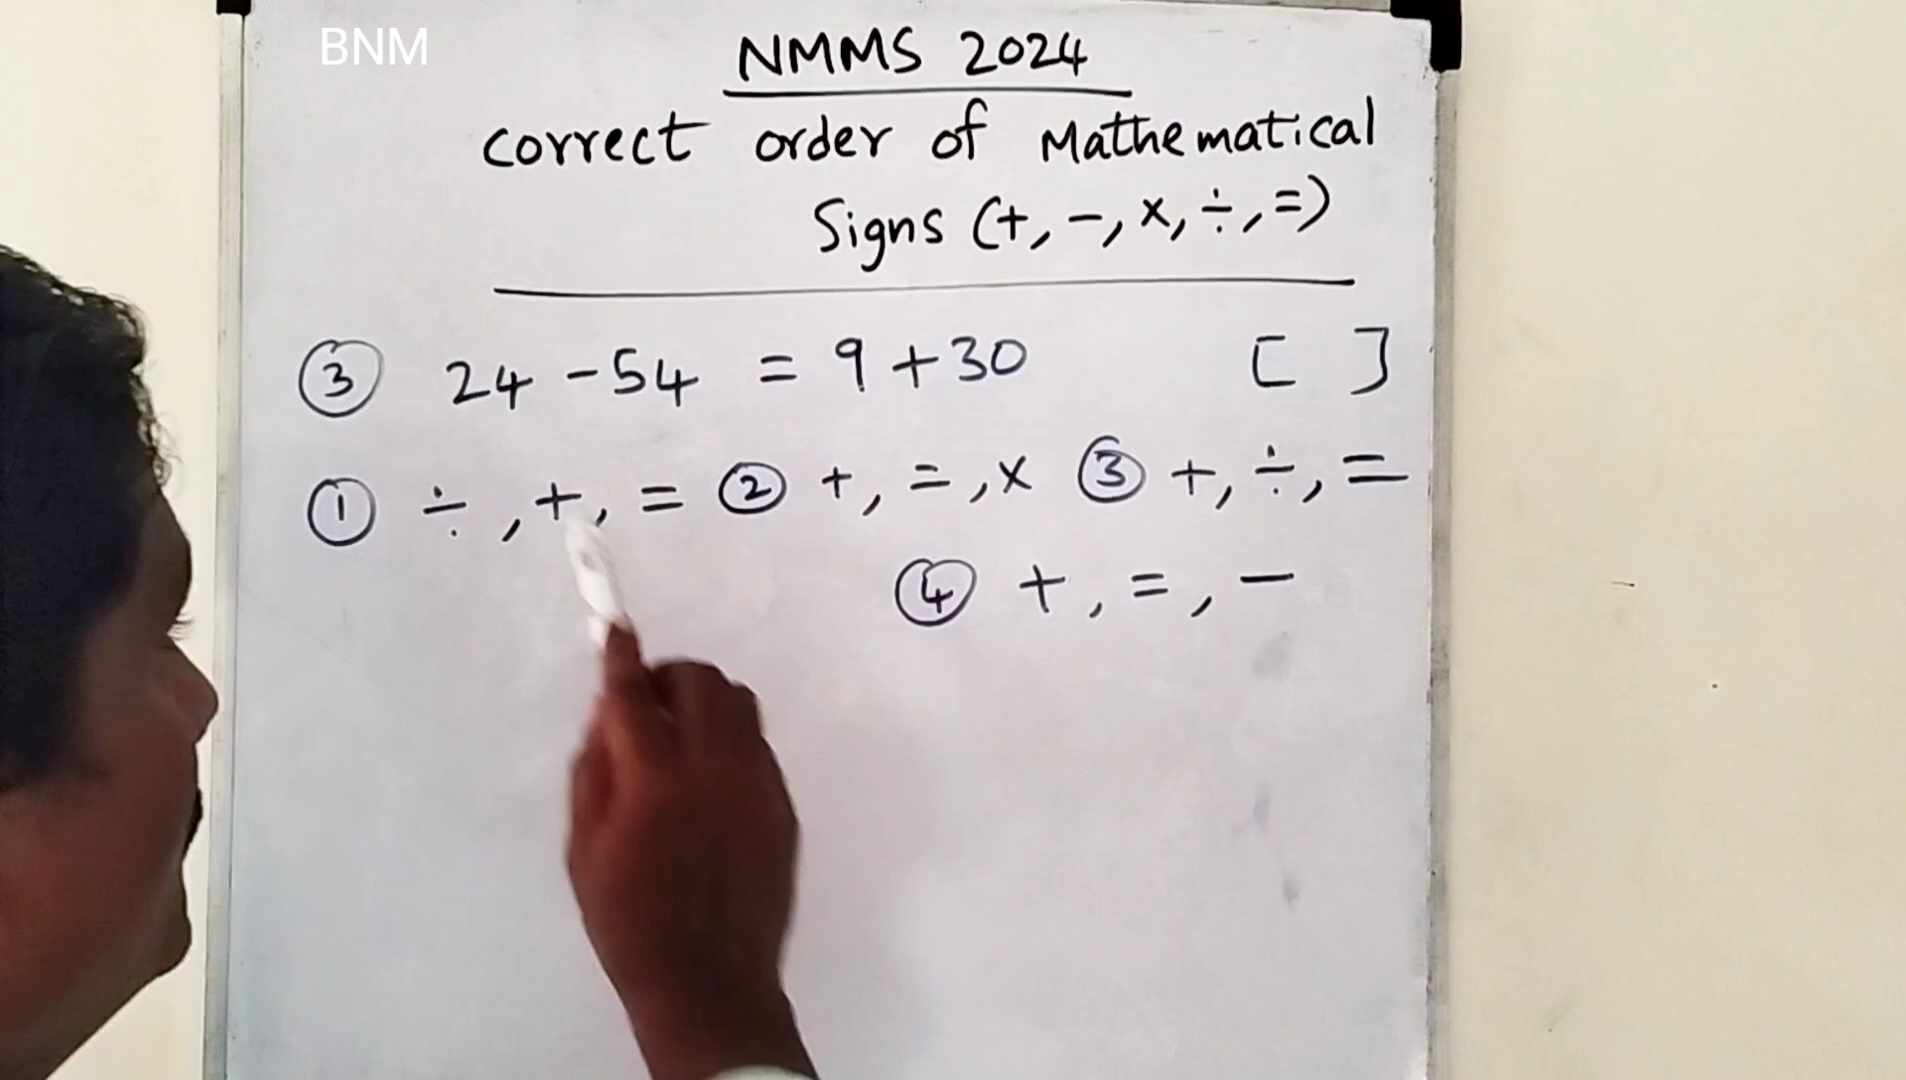 BNM
NMMS 2024
correct order of Mathematical
Signs (+, -, x, ÷, =)
③ 24 - 54 = 9 + 30 [ ]
① ÷, +, = ② +, =, x ③ +, ÷, =
④ +, =, -